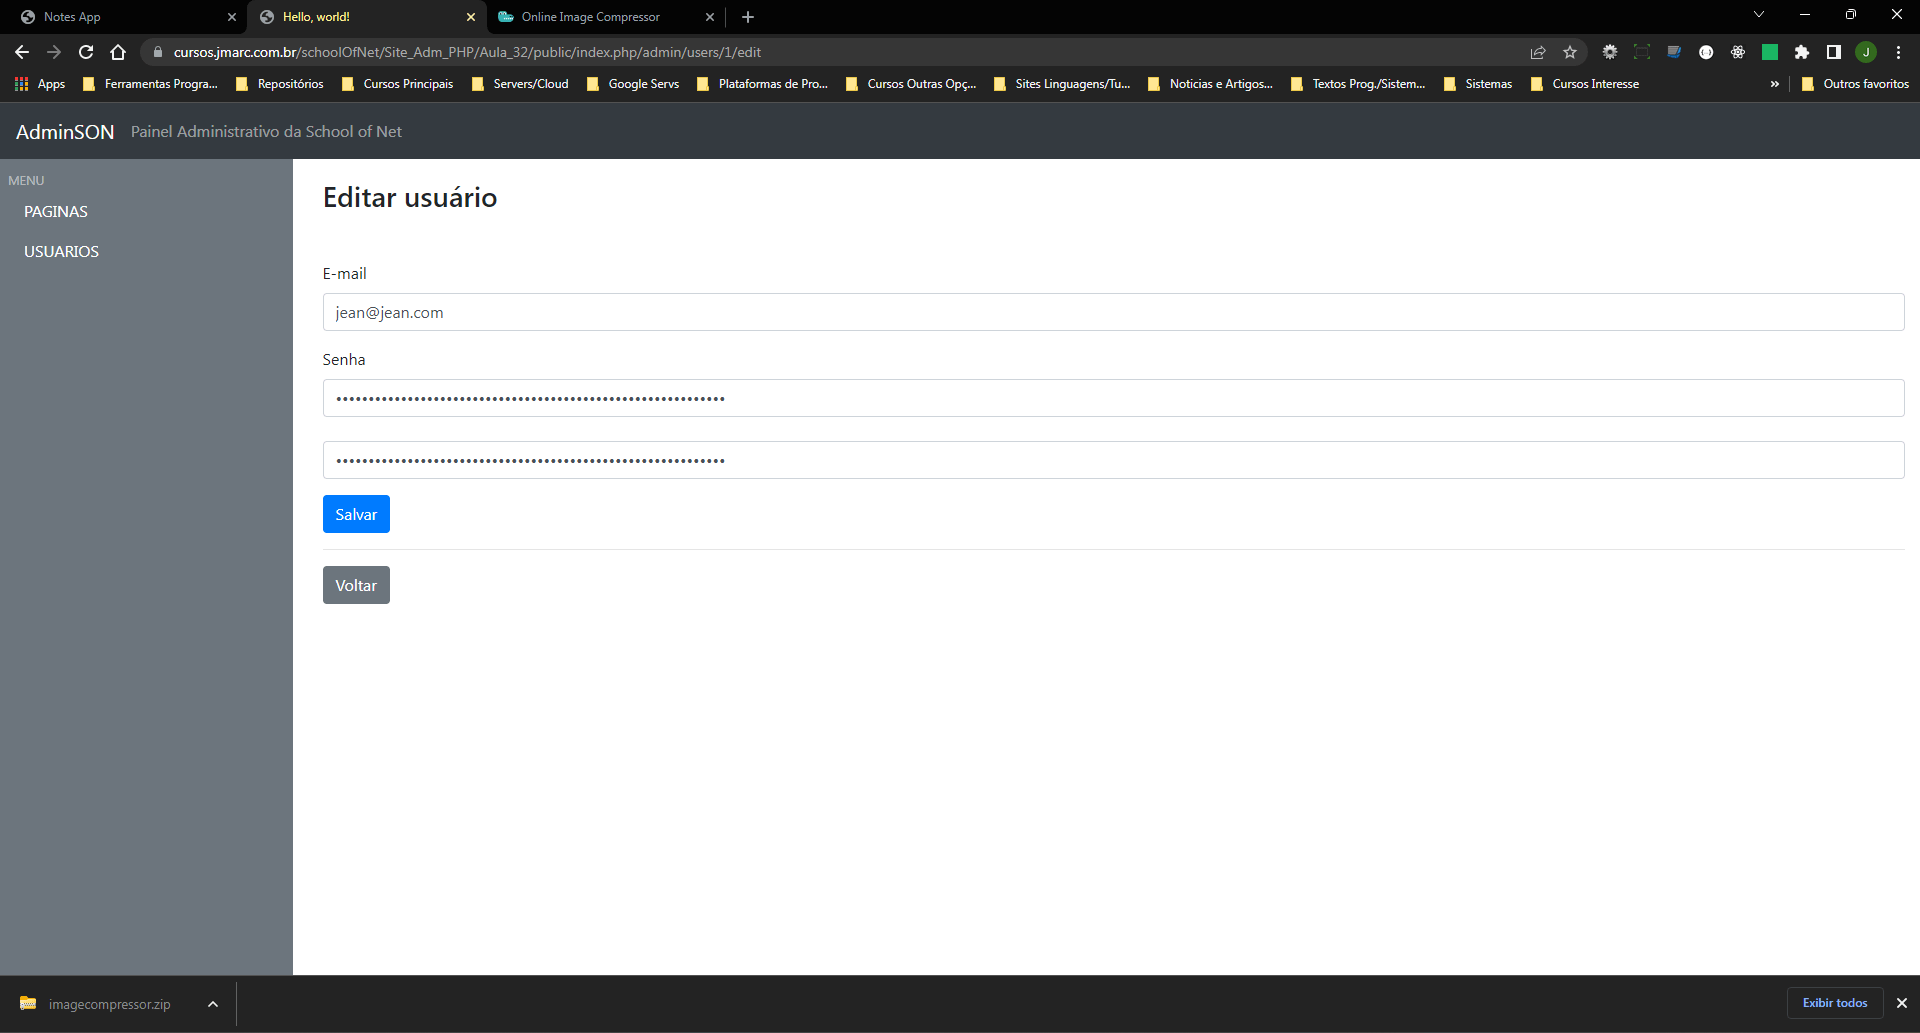 Notes App
Hello, world!
Online Image Compressor
cursos.jmarc.com.br/schoolOfNet/Site_Adm_PHP/Aula_32/public/index.php/admin/users/1/edit
J
Apps
Ferramentas Progra...
Repositórios
Cursos Principais
Servers/Cloud
Google Servs
Plataformas de Pro...
Cursos Outras Opç...
Sites Linguagens/Tu...
Noticias e Artigos...
Textos Prog./Sistem...
Sistemas
Cursos Interesse
»
Outros favoritos
AdminSON Painel Administrativo da School of Net
MENU
PAGINAS
USUARIOS
Editar usuário
E-mail
jean@jean.com
Senha
••••••••••••••••••••••••••••••••••••••••••••••••••••••••••••
••••••••••••••••••••••••••••••••••••••••••••••••••••••••••••
Salvar
Voltar
imagecompressor.zip
Exibir todos